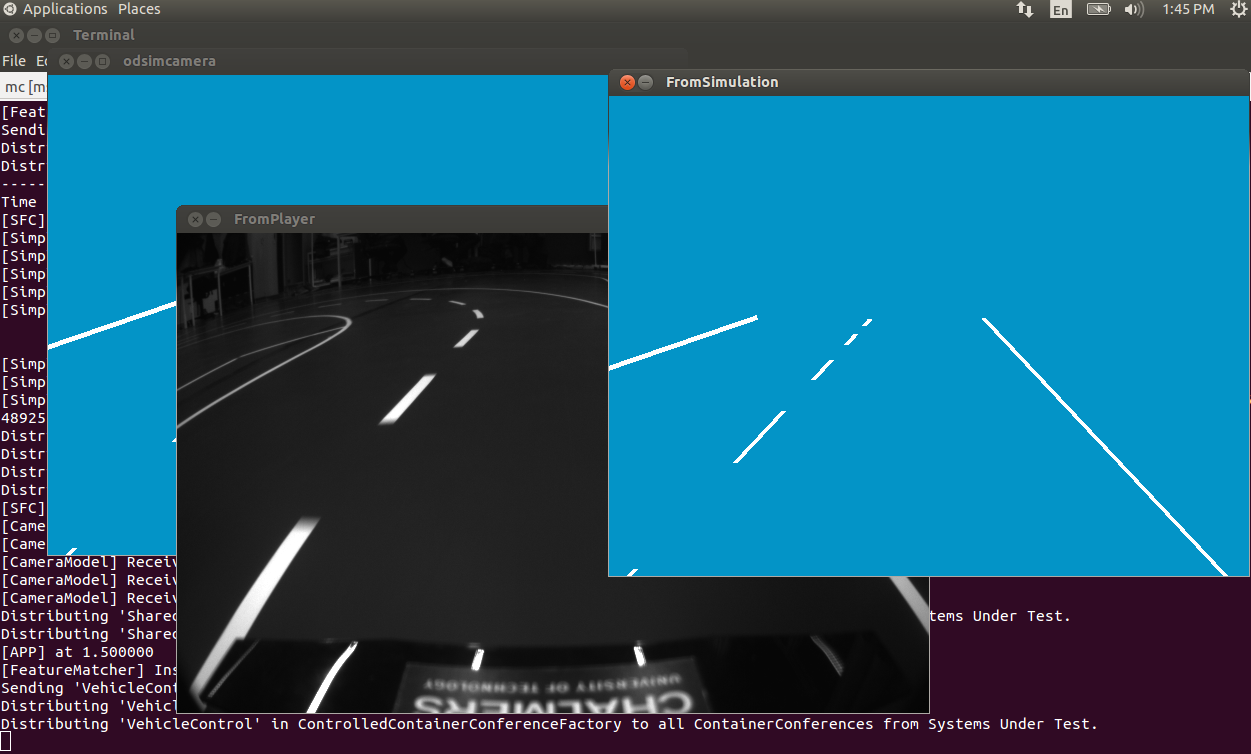 Applications Places
En
1:45 PM
Terminal
File
odsimcamera
mc [m
FromSimulation
[Feat
Sendi
Distr
Distr
-----
Time
FromPlayer
[SFC]
[Simp
[Simp
[Simp
[Simp
[Simp
[Simp
[Simp
[Simp
48925
Distr
Distr
Distr
Distr
[SFC]
[Came
[Came
[CameraModel] Receiv
[CameraModel] Receiv
[CameraModel] Receiv
Distributing 'Shared
tems Under Test.
Distributing 'Shared
[APP] at 1.500000
[FeatureMatcher] Ins
Sending 'VehicleCont
Distributing 'Vehicl
UNIVERSITY OF TECHNOLOGY
CHALMERS
Distributing 'VehicleControl' in ControlledContainerConferenceFactory to all ContainerConferences from Systems Under Test.